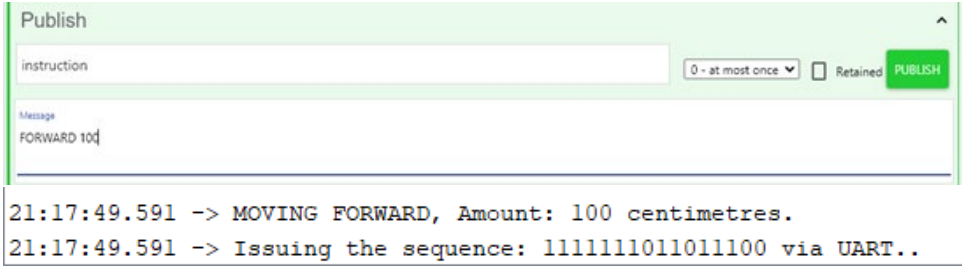 Publish
instruction
0 - at most once
Retained
PUBLISH
Message
FORWARD 100
21:17:49.591 -> MOVING FORWARD, Amount: 100 centimetres.
21:17:49.591 -> Issuing the sequence: 1111111011011100 via UART..